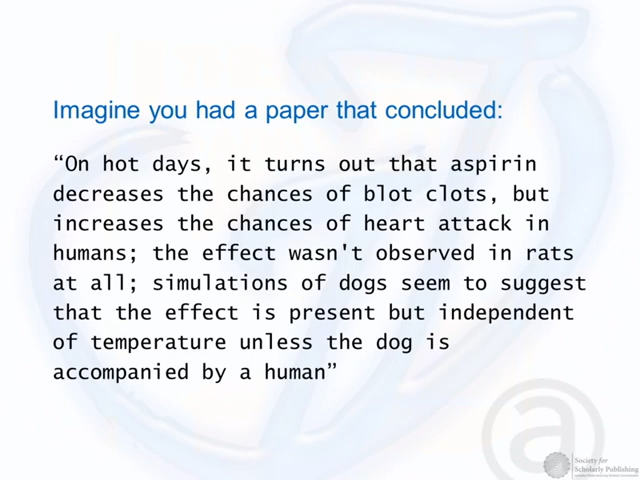 Imagine you had a paper that concluded:
“On hot days, it turns out that aspirin
decreases the chances of blot clots, but
increases the chances of heart attack in
humans; the effect wasn't observed in rats
at all; simulations of dogs seem to suggest
that the effect is present but independent
of temperature unless the dog is
accompanied by a human”
@
Society for
Scholarly Publishing